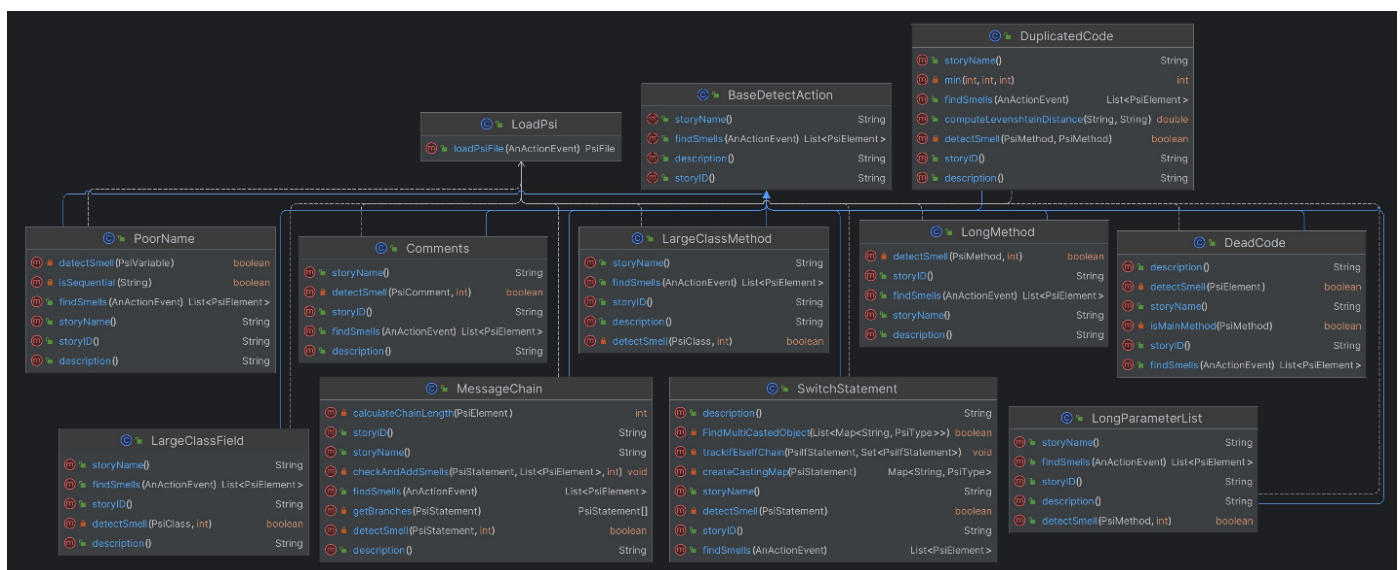 DuplicatedCode
storyName() String
min(int, int, int) int
findSmells(AnActionEvent) List<PsiElement>
computeLevenshteinDistance(String, String) double
detectSmell(PsiMethod, PsiMethod) boolean
storyID() String
description() String
BaseDetectAction
storyName() String
findSmells(AnActionEvent) List<PsiElement>
description() String
storyID() String
LoadPsi
loadPsiFile(AnActionEvent) PsiFile
PoorName
detectSmell(PsiVariable) boolean
isSequential(String) boolean
findSmells(AnActionEvent) List<PsiElement>
storyName() String
storyID() String
description() String
Comments
storyName() String
detectSmell(PsiComment, int) boolean
storyID() String
findSmells(AnActionEvent) List<PsiElement>
description() String
LargeClassMethod
storyName() String
findSmells(AnActionEvent) List<PsiElement>
storyID() String
description() String
detectSmell(PsiClass, int) boolean
LongMethod
detectSmell(PsiMethod, int) boolean
storyID() String
findSmells(AnActionEvent) List<PsiElement>
storyName() String
description() String
DeadCode
description() String
detectSmell(PsiElement) boolean
storyName() String
isMainMethod(PsiMethod) boolean
storyID() String
findSmells(AnActionEvent) List<PsiElement>
LargeClassField
storyName() String
findSmells(AnActionEvent) List<PsiElement>
storyID() String
detectSmell(PsiClass, int) boolean
description() String
MessageChain
calculateChainLength(PsiElement) int
storyID() String
storyName() String
checkAndAddSmells(PsiStatement, List<PsiElement>, int) void
findSmells(AnActionEvent) List<PsiElement>
getBranches(PsiStatement) PsiStatement[]
detectSmell(PsiStatement, int) boolean
description() String
SwitchStatement
description() String
FindMultiCastedObject(List<Map<String, PsiType>>) boolean
trackIfElseIfChain(PsiIfStatement, Set<PsiIfStatement>) void
createCastingMap(PsiStatement) Map<String, PsiType>
storyName() String
detectSmell(PsiStatement) boolean
storyID() String
findSmells(AnActionEvent) List<PsiElement>
LongParameterList
storyName() String
findSmells(AnActionEvent) List<PsiElement>
storyID() String
description() String
detectSmell(PsiMethod, int) boolean